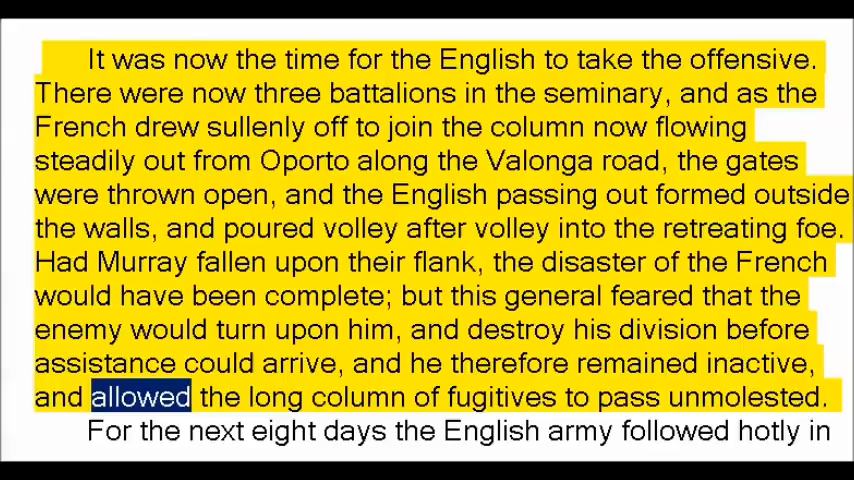 It was now the time for the English to take the offensive.
There were now three battalions in the seminary, and as the
French drew sullenly off to join the column now flowing
steadily out from Oporto along the Valonga road, the gates
were thrown open, and the English passing out formed outside
the walls, and poured volley after volley into the retreating foe.
Had Murray fallen upon their flank, the disaster of the French
would have been complete; but this general feared that the
enemy would turn upon him, and destroy his division before
assistance could arrive, and he therefore remained inactive,
and allowed the long column of fugitives to pass unmolested.
For the next eight days the English army followed hotly in